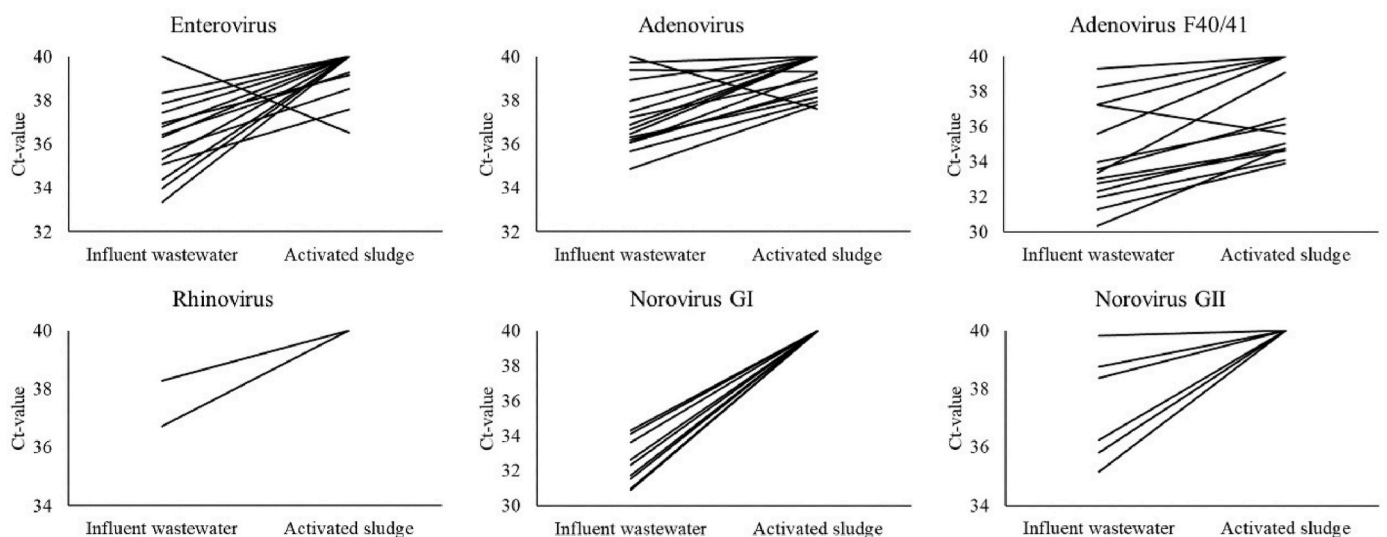 Enterovirus
Ct-value
40
38
36
34
32
Influent wastewater Activated sludge
Adenovirus
Ct-value
40
38
36
34
32
Influent wastewater Activated sludge
Adenovirus F40/41
Ct-value
40
38
36
34
32
30
Influent wastewater Activated sludge
Rhinovirus
Ct-value
40
38
36
34
Influent wastewater Activated sludge
Norovirus GI
Ct-value
40
38
36
34
32
30
Influent wastewater Activated sludge
Norovirus GII
Ct-value
40
38
36
34
Influent wastewater Activated sludge